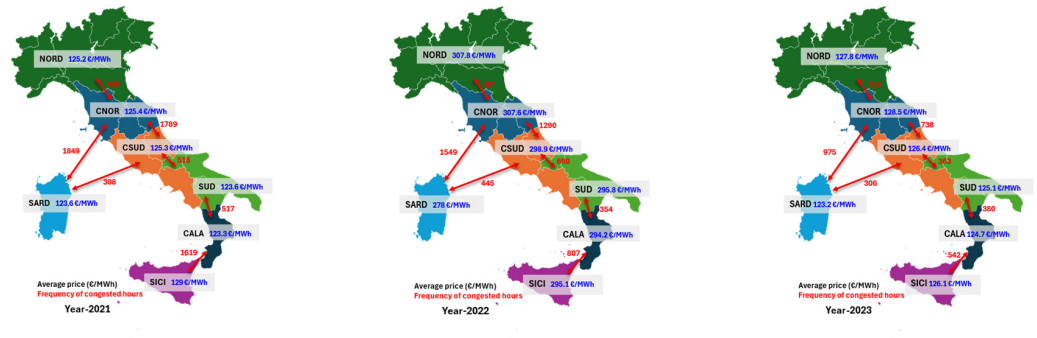 NORD 125.2 €/MWh
CNOR 125.4 €/MWh
1789
CSUD 125.3 €/MWh
1849
513
308
SUD 123.6 €/MWh
SARD 123.6 €/MWh
517
CALA 123.3 €/MWh
1619
SICI 129 €/MWh
Average price (€/MWh)
Frequency of congested hours
Year-2021
NORD 307.8 €/MWh
CNOR 307.6 €/MWh
1290
CSUD 298.9 €/MWh
1549
690
445
SUD 295.8 €/MWh
SARD 278 €/MWh
354
CALA 294.2 €/MWh
807
SICI 295.1 €/MWh
Average price (€/MWh)
Frequency of congested hours
Year-2022
NORD 127.8 €/MWh
CNOR 128.5 €/MWh
738
CSUD 126.4 €/MWh
975
363
306
SUD 125.1 €/MWh
SARD 123.2 €/MWh
380
CALA 124.7 €/MWh
542
SICI 126.1 €/MWh
Average price (€/MWh)
Frequency of congested hours
Year-2023